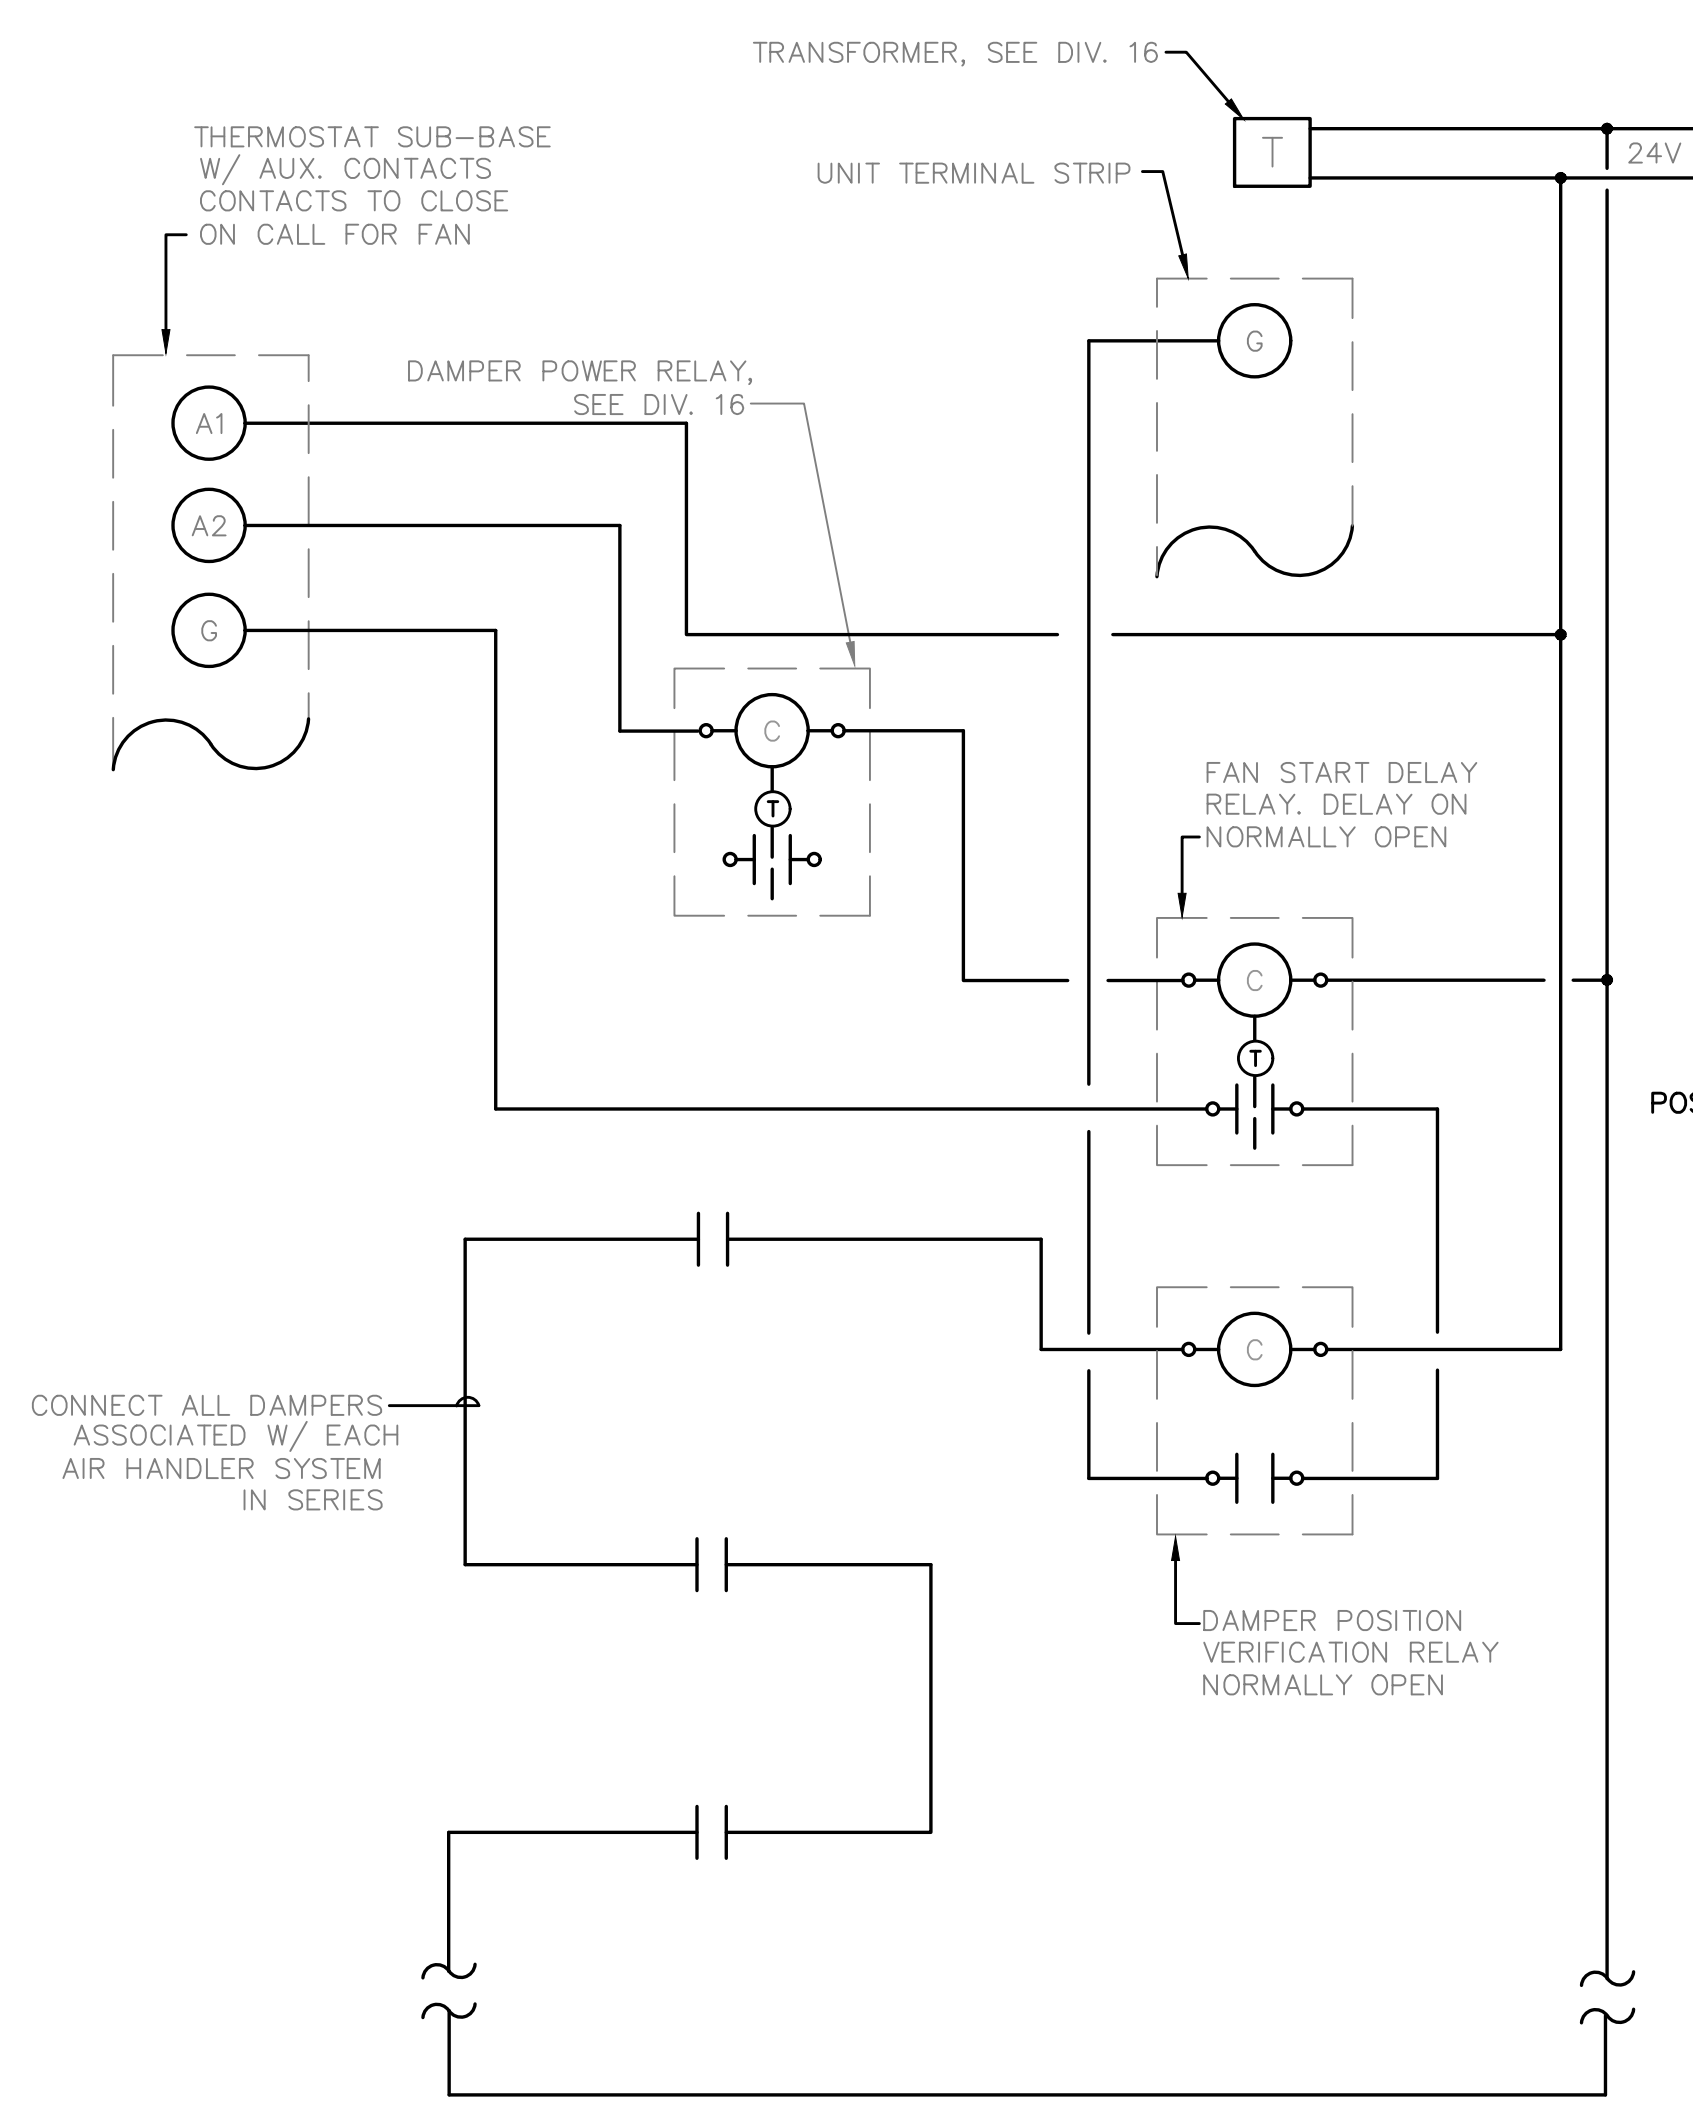 TRANSFORMER, SEE DIV. 16
T
24V
THERMOSTAT SUB-BASE
W/ AUX. CONTACTS
CONTACTS TO CLOSE
ON CALL FOR FAN
UNIT TERMINAL STRIP
G
DAMPER POWER RELAY,
SEE DIV. 16
A1
A2
G
C
T
FAN START DELAY
RELAY. DELAY ON
NORMALLY OPEN
C
T
C
CONNECT ALL DAMPERS
ASSOCIATED W/ EACH
AIR HANDLER SYSTEM
IN SERIES
DAMPER POSITION
VERIFICATION RELAY
NORMALLY OPEN